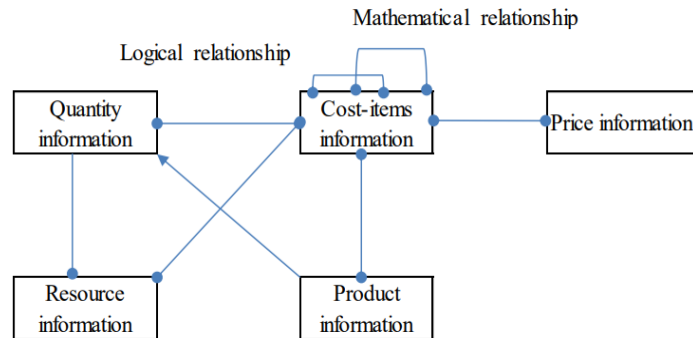 Mathematical relationship
Logical relationship
Quantity
information
Cost-items
information
Price information
Resource
information
Product
information